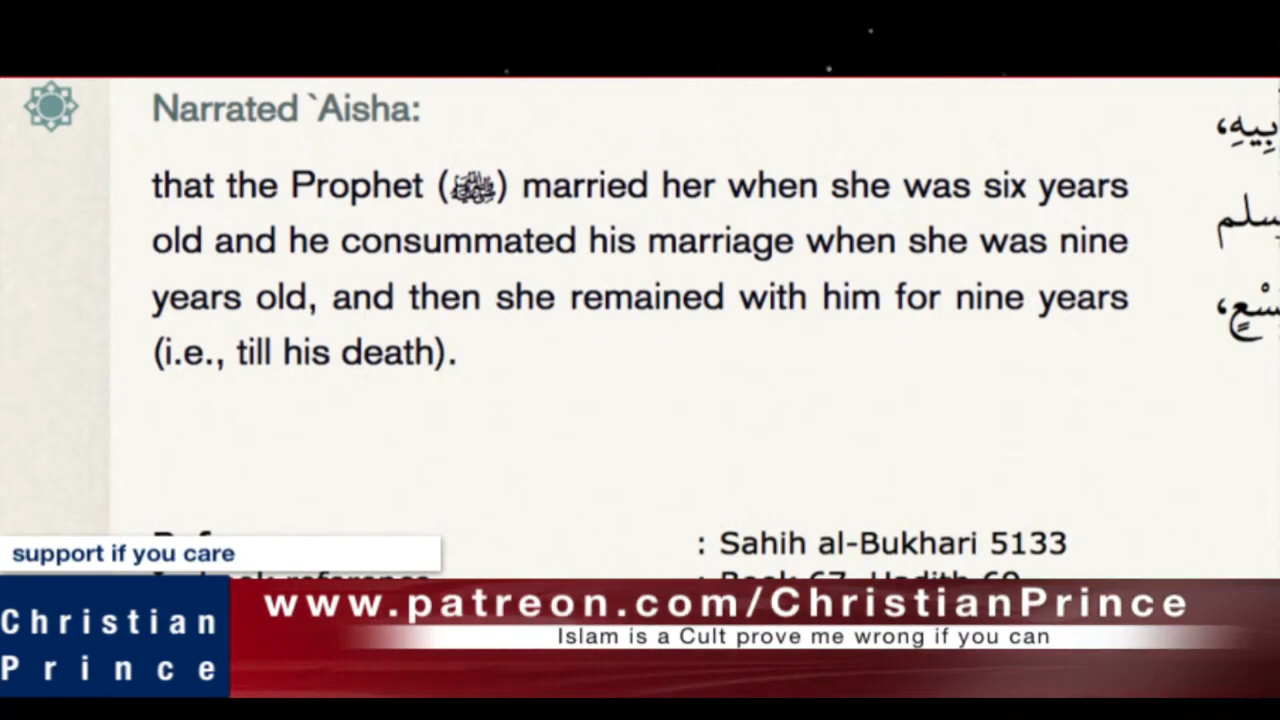 Narrated `Aisha:
that the Prophet (ﷺ) married her when she was six years
old and he consummated his marriage when she was nine
years old, and then she remained with him for nine years
(i.e., till his death).
: Sahih al-Bukhari 5133
support if you care
Christian
Prince
www.patreon.com/ChristianPrince
Islam is a Cult prove me wrong if you can